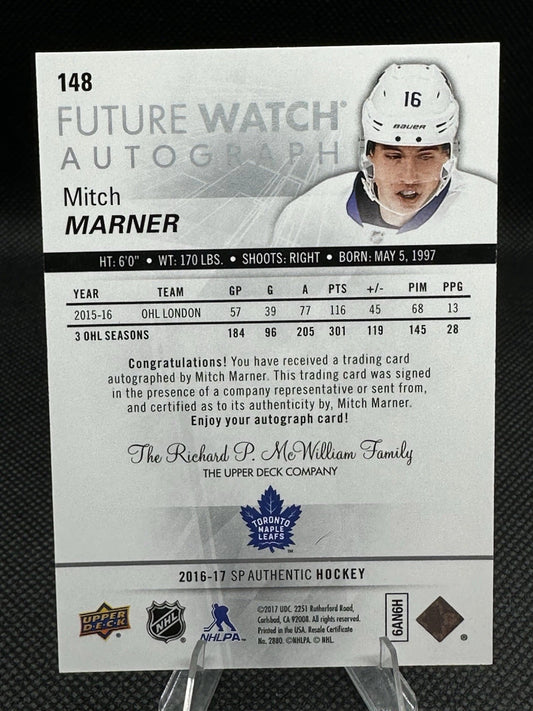 148
16
BAUER
FUTURE WATCH®
AUTOGRAPH
Mitch
MARNER
HT: 6'0" • WT: 170 LBS. • SHOOTS: RIGHT • BORN: MAY 5, 1997
YEAR TEAM GP G A PTS +/- PIM PPG
2015-16 OHL LONDON 57 39 77 116 45 68 13
3 OHL SEASONS 184 96 205 301 119 145 28
Congratulations! You have received a trading card
autographed by Mitch Marner. This trading card was signed
in the presence of a company representative or sent from,
and certified as to its authenticity by, Mitch Marner.
Enjoy your autograph card!
The Richard P. McWilliam Family
THE UPPER DECK COMPANY
TORONTO
MAPLE
LEAFS
TM
2016-17 SP AUTHENTIC HOCKEY
UPPER
DECK
NHL
NHLPA
©2017 UDC. 2251 Rutherford Road,
Carlsbad, CA 92008. All rights reserved.
Printed in the USA. Resale Certificate
No. 2880. ©NHLPA. © NHL.
6AN6H
®